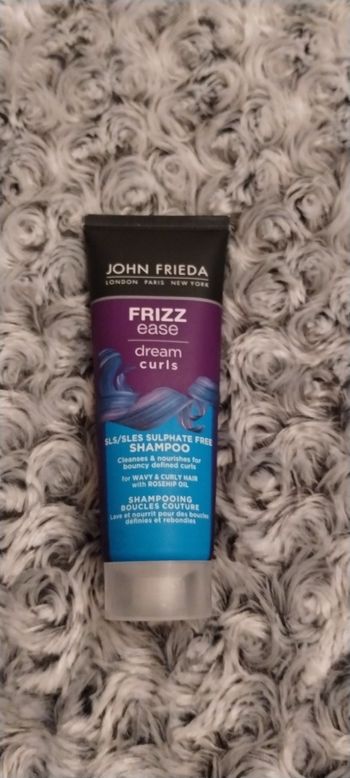 JOHN FRIEDA
LONDON PARIS NEW YORK
FRIZZ
ease
dream
curls
SLS/SLES SULPHATE FREE
SHAMPOO
Cleanses & nourishes for
bouncy defined curls
for WAVY & CURLY HAIR
with ROSEHIP OIL
SHAMPOOING
BOUCLES COUTURE
Lave et nourrit pour des boucles
définies et rebondies